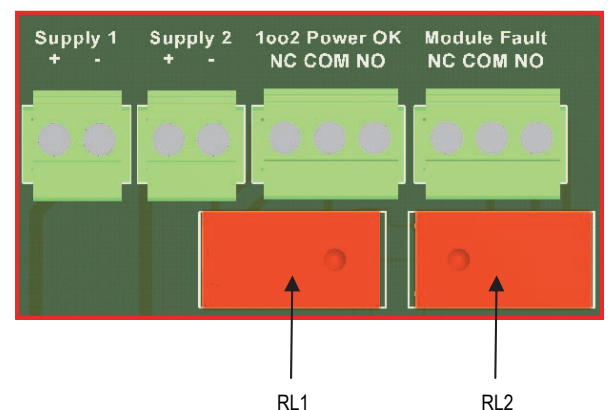 Supply 1 Supply 2 1oo2 Power OK Module Fault
+ - + - NC COM NO NC COM NO
RL1 RL2